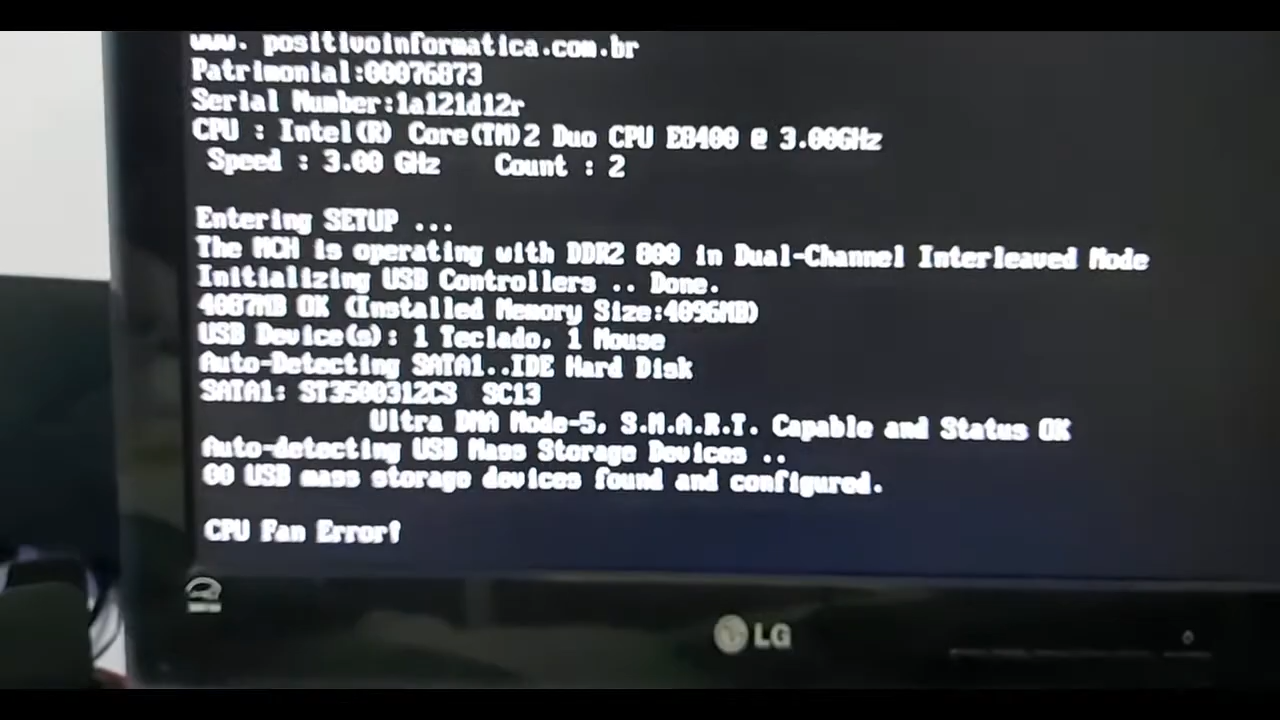 www. positivoinformatica.com.br
Patrimonial:00076873
Serial Number:1a121d12r
CPU : Intel(R) Core(TM)2 Duo CPU E8400 @ 3.00GHz
Speed : 3.00 GHz Count : 2
Entering SETUP ...
The MCH is operating with DDR2 800 in Dual-Channel Interleaved Mode
Initializing USB Controllers .. Done.
4087MB OK (Installed Memory Size:4096MB)
USB Device(s): 1 Teclado, 1 Mouse
Auto-Detecting SATA1..IDE Hard Disk
SATA1: ST3500312CS SC13
Ultra DMA Mode-5, S.M.A.R.T. Capable and Status OK
Auto-detecting USB Mass Storage Devices ..
00 USB mass storage devices found and configured.
CPU Fan Error!
LG